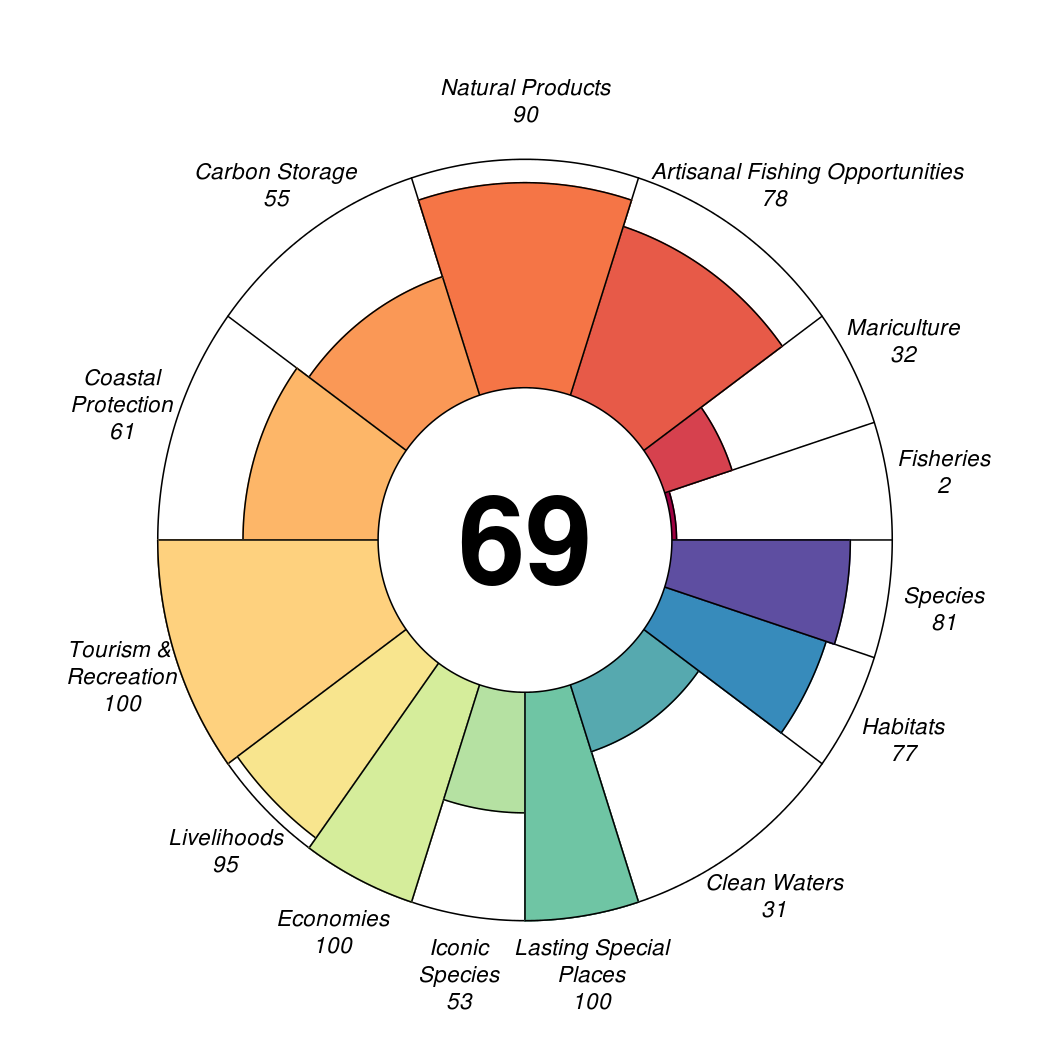 Natural Products
90
Carbon Storage
55
Artisanal Fishing Opportunities
78
Mariculture
32
Coastal
Protection
61
Fisheries
2
69
Species
81
Tourism &
Recreation
100
Habitats
77
Livelihoods
95
Clean Waters
31
Economies
100
Iconic
Species
53
Lasting Special
Places
100